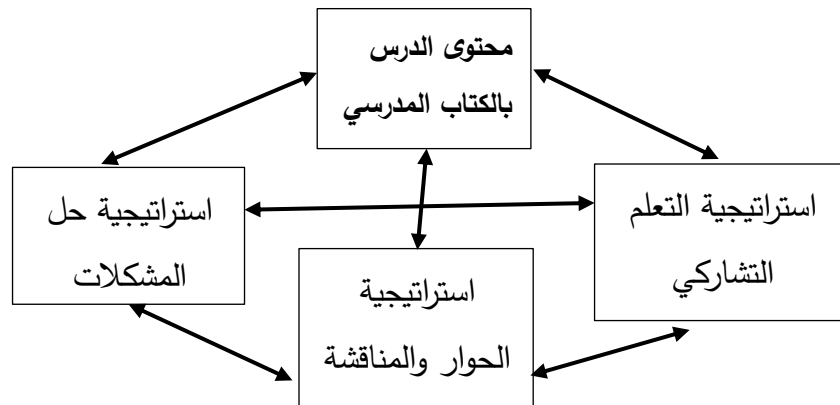 محتوى الدرس
بالكتاب المدرسي
استراتيجية التعلم
التشاركي
استراتيجية حل
المشكلات
استراتيجية
الحوار والمناقشة